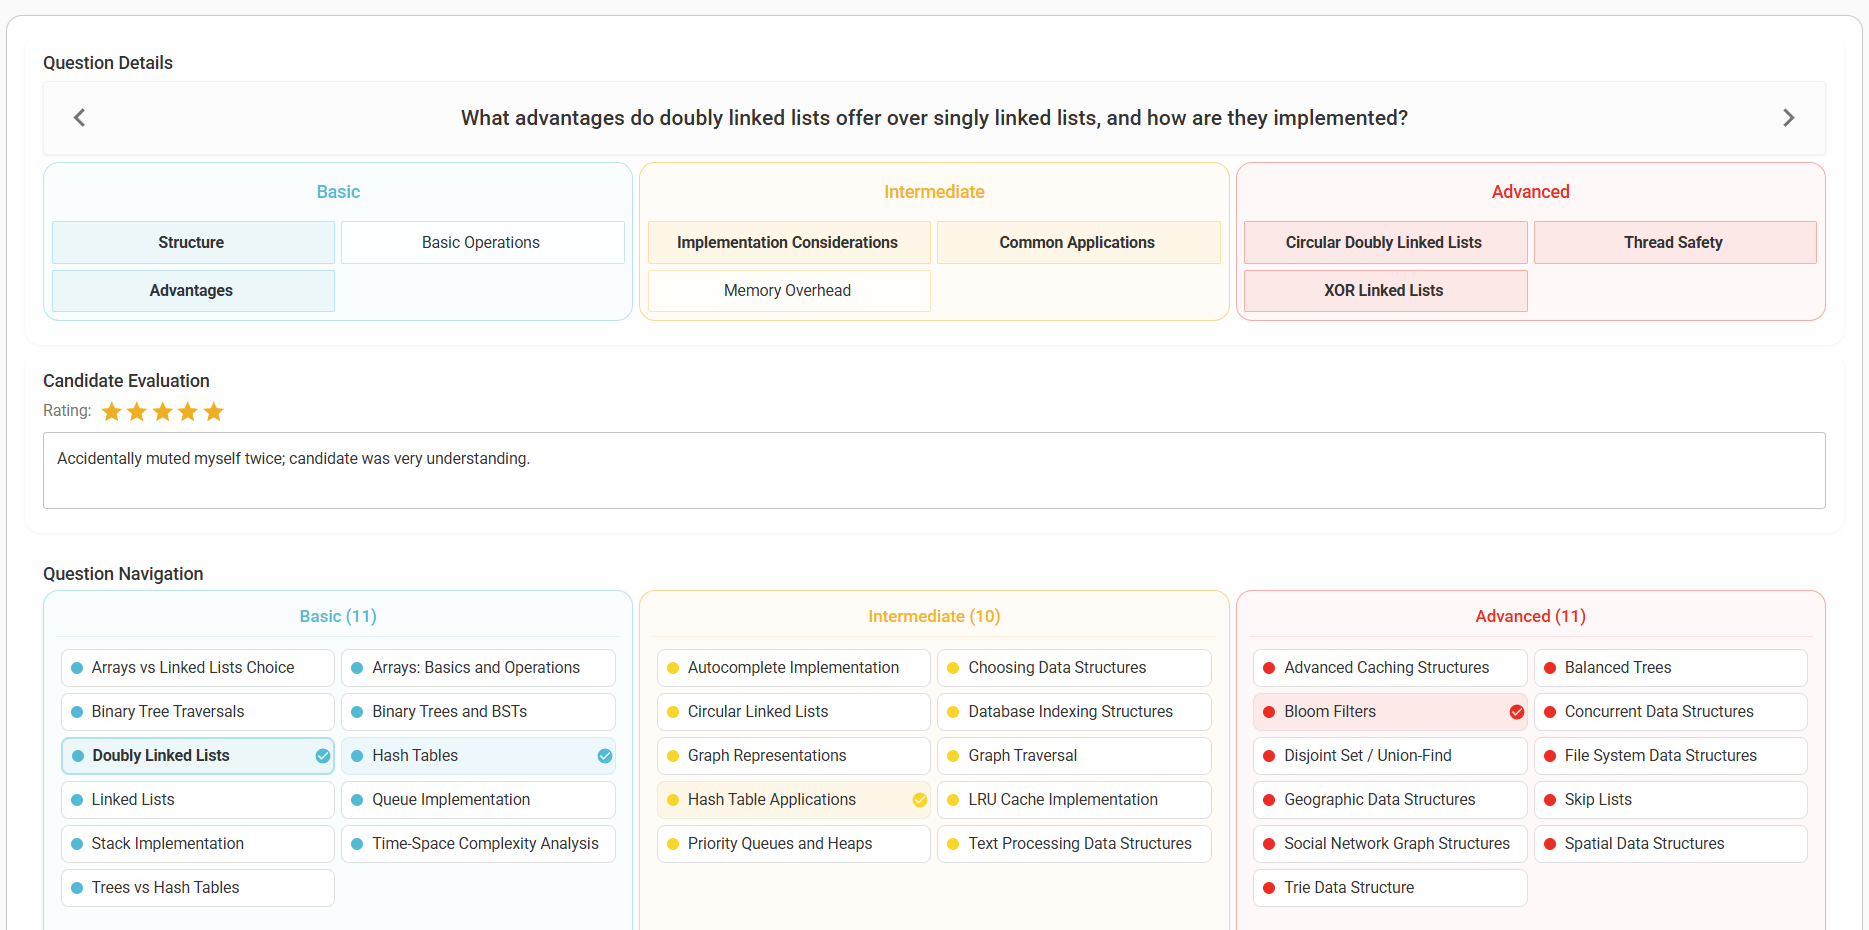 Question Details
What advantages do doubly linked lists offer over singly linked lists, and how are they implemented?
Basic
Structure
Basic Operations
Advantages
Intermediate
Implementation Considerations
Common Applications
Memory Overhead
Advanced
Circular Doubly Linked Lists
Thread Safety
XOR Linked Lists
Candidate Evaluation
Rating:
Accidentally muted myself twice; candidate was very understanding.
Question Navigation
Basic (11)
Arrays vs Linked Lists Choice
Arrays: Basics and Operations
Binary Tree Traversals
Binary Trees and BSTs
Doubly Linked Lists
Hash Tables
Linked Lists
Queue Implementation
Stack Implementation
Time-Space Complexity Analysis
Trees vs Hash Tables
Intermediate (10)
Autocomplete Implementation
Choosing Data Structures
Circular Linked Lists
Database Indexing Structures
Graph Representations
Graph Traversal
Hash Table Applications
LRU Cache Implementation
Priority Queues and Heaps
Text Processing Data Structures
Advanced (11)
Advanced Caching Structures
Balanced Trees
Bloom Filters
Concurrent Data Structures
Disjoint Set / Union-Find
File System Data Structures
Geographic Data Structures
Skip Lists
Social Network Graph Structures
Spatial Data Structures
Trie Data Structure